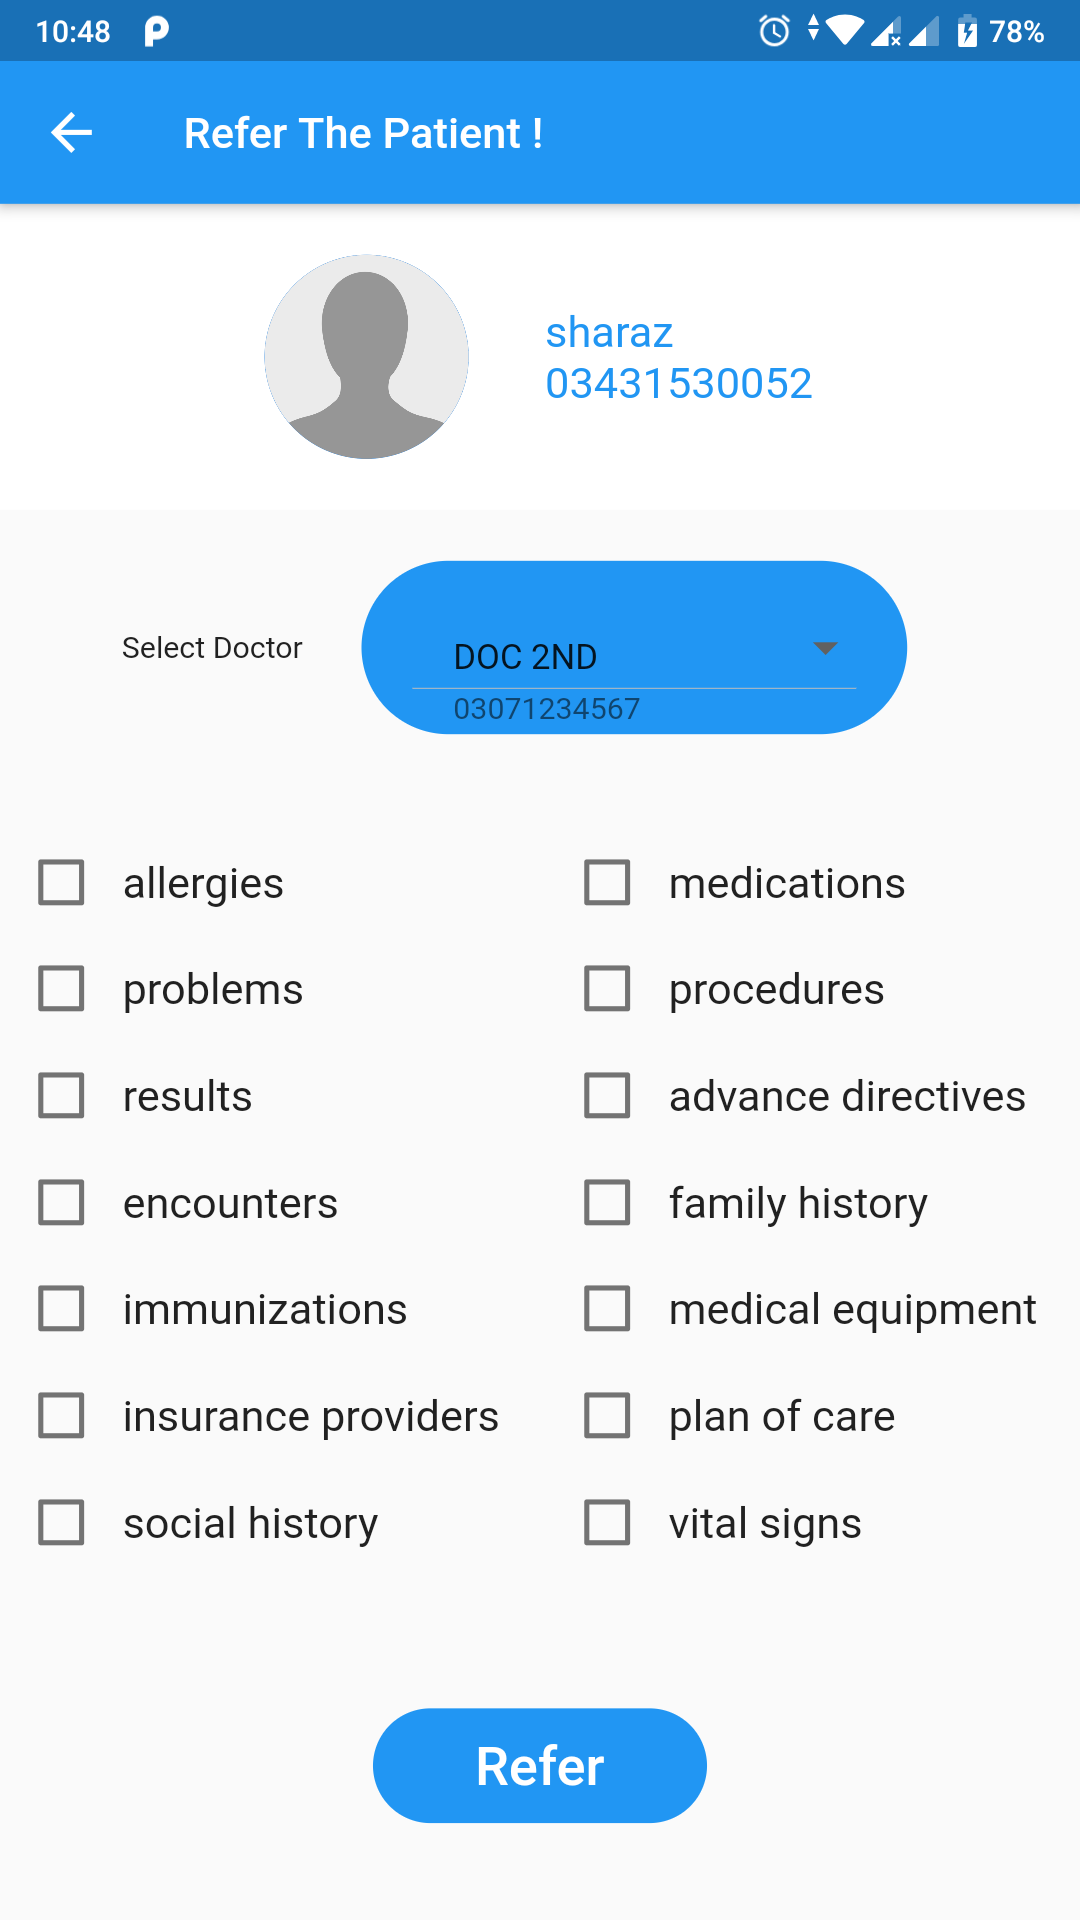 10:48 78%
Refer The Patient !
sharaz
03431530052
Select Doctor
DOC 2ND
03071234567
allergies medications
problems procedures
results advance directives
encounters family history
immunizations medical equipment
insurance providers plan of care
social history vital signs
Refer